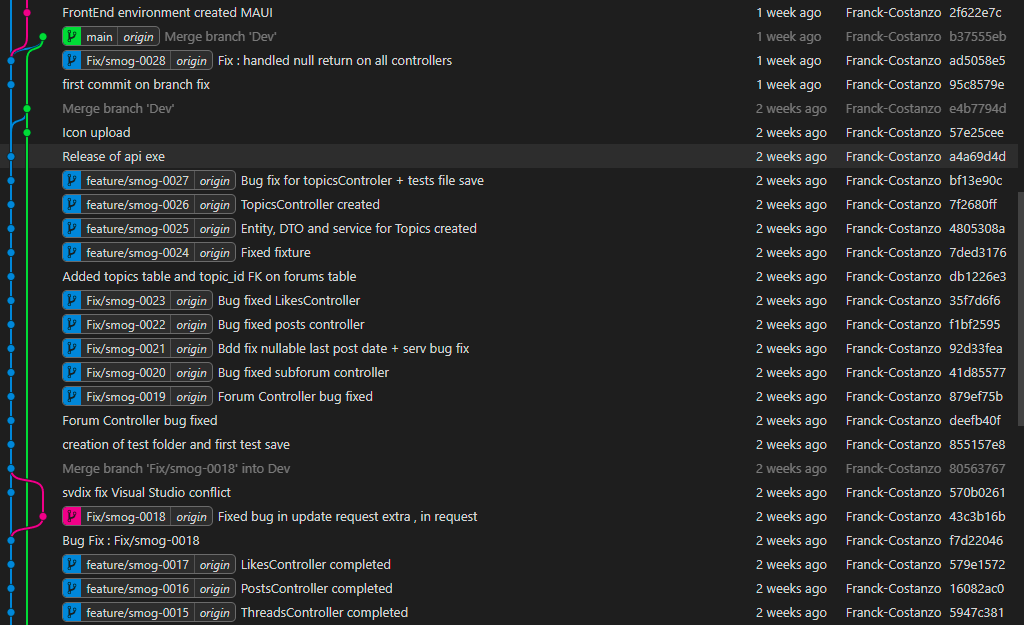 FrontEnd environment created MAUI 1 week ago Franck-Costanzo 2f622e7c
main origin Merge branch 'Dev' 1 week ago Franck-Costanzo b37555eb
Fix/smog-0028 origin Fix : handled null return on all controllers 1 week ago Franck-Costanzo ad5058e5
first commit on branch fix 1 week ago Franck-Costanzo 95c8579e
Merge branch 'Dev' 2 weeks ago Franck-Costanzo e4b7794d
Icon upload 2 weeks ago Franck-Costanzo 57e25cee
Release of api exe 2 weeks ago Franck-Costanzo a4a69d4d
feature/smog-0027 origin Bug fix for topicsControler + tests file save 2 weeks ago Franck-Costanzo bf13e90c
feature/smog-0026 origin TopicsController created 2 weeks ago Franck-Costanzo 7f2680ff
feature/smog-0025 origin Entity, DTO and service for Topics created 2 weeks ago Franck-Costanzo 4805308a
feature/smog-0024 origin Fixed fixture 2 weeks ago Franck-Costanzo 7ded3176
Added topics table and topic_id FK on forums table 2 weeks ago Franck-Costanzo db1226e3
Fix/smog-0023 origin Bug fixed LikesController 2 weeks ago Franck-Costanzo 35f7d6f6
Fix/smog-0022 origin Bug fixed posts controller 2 weeks ago Franck-Costanzo f1bf2595
Fix/smog-0021 origin Bdd fix nullable last post date + serv bug fix 2 weeks ago Franck-Costanzo 92d33fea
Fix/smog-0020 origin Bug fixed subforum controller 2 weeks ago Franck-Costanzo 41d85577
Fix/smog-0019 origin Forum Controller bug fixed 2 weeks ago Franck-Costanzo 879ef75b
Forum Controller bug fixed 2 weeks ago Franck-Costanzo deefb40f
creation of test folder and first test save 2 weeks ago Franck-Costanzo 855157e8
Merge branch 'Fix/smog-0018' into Dev 2 weeks ago Franck-Costanzo 80563767
svdix fix Visual Studio conflict 2 weeks ago Franck-Costanzo 570b0261
Fix/smog-0018 origin Fixed bug in update request extra , in request 2 weeks ago Franck-Costanzo 43c3b16b
Bug Fix : Fix/smog-0018 2 weeks ago Franck-Costanzo f7d22046
feature/smog-0017 origin LikesController completed 2 weeks ago Franck-Costanzo 579e1572
feature/smog-0016 origin PostsController completed 2 weeks ago Franck-Costanzo 16082ac0
feature/smog-0015 origin ThreadsController completed 2 weeks ago Franck-Costanzo 5947c381